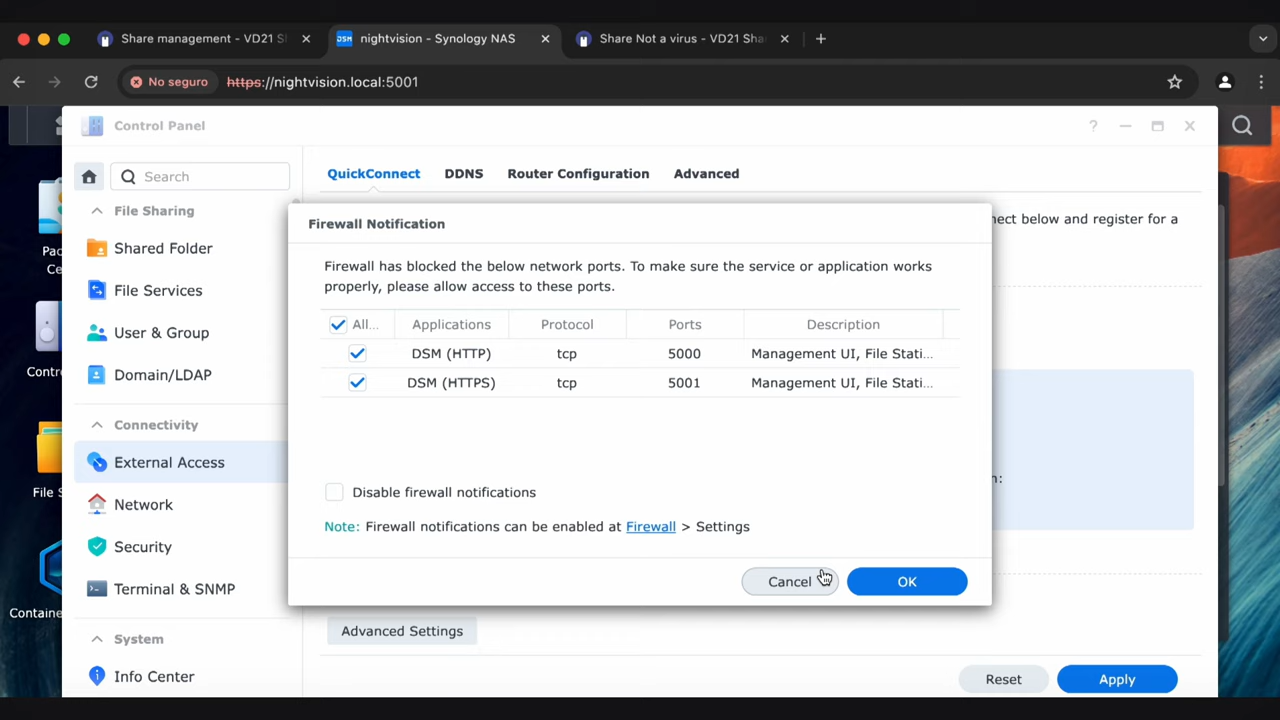 Share management - VD21 S
nightvision - Synology NAS
Share Not a virus - VD21 Sha
No seguro
https://nightvision.local:5001
Control Panel
Search
QuickConnect
DDNS
Router Configuration
Advanced
File Sharing
Shared Folder
File Services
User & Group
Domain/LDAP
Connectivity
External Access
Network
Security
Terminal & SNMP
System
Info Center
Pac
Ce
Contr
File S
Containe
nect below and register for a
n:
Firewall Notification
Firewall has blocked the below network ports. To make sure the service or application works
properly, please allow access to these ports.
All... Applications Protocol Ports Description
DSM (HTTP) tcp 5000 Management UI, File Stati...
DSM (HTTPS) tcp 5001 Management UI, File Stati...
Disable firewall notifications
Note: Firewall notifications can be enabled at Firewall > Settings
Cancel
OK
Advanced Settings
Reset
Apply